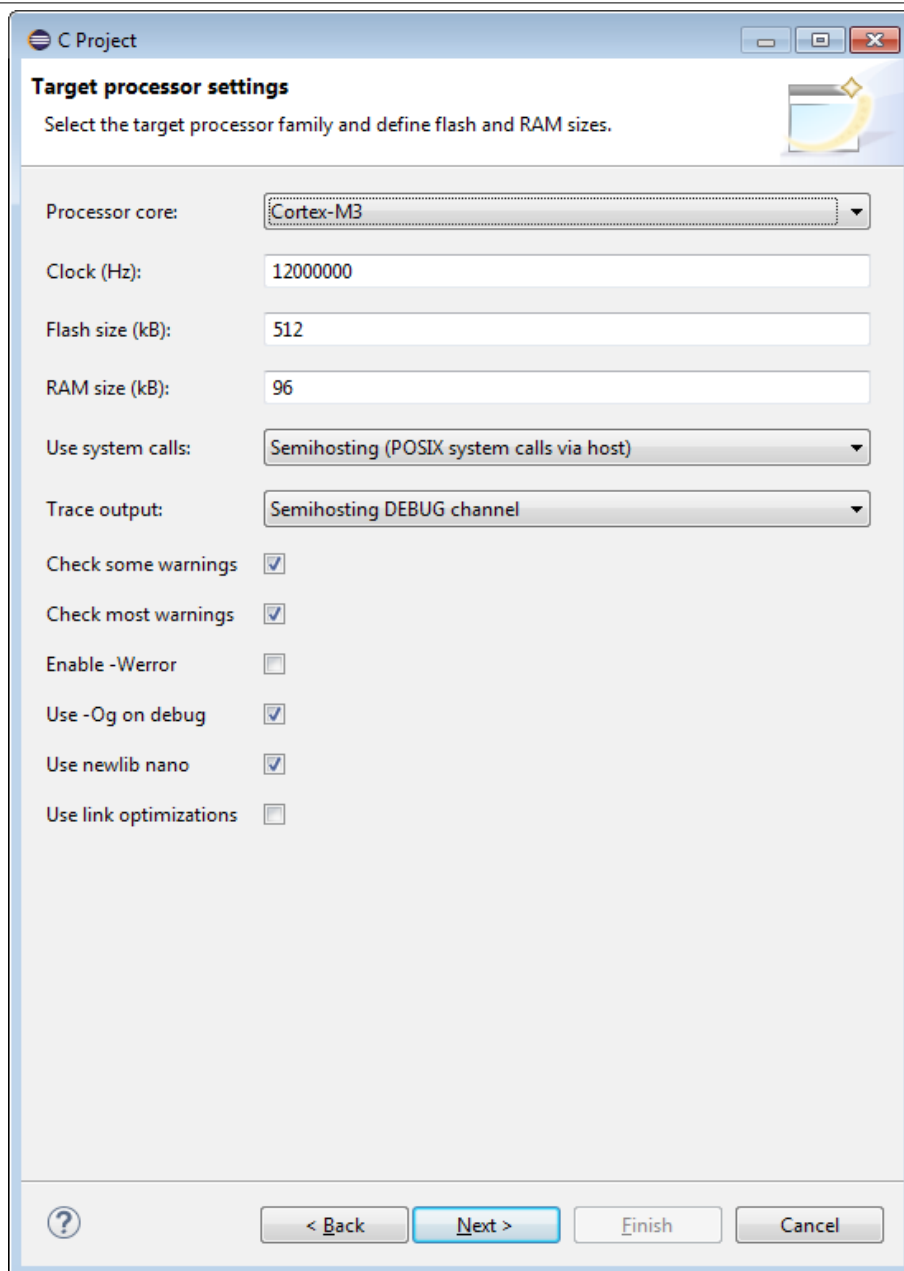 C Project
Target processor settings
Select the target processor family and define flash and RAM sizes.
Processor core: Cortex-M3
Clock (Hz): 12000000
Flash size (kB): 512
RAM size (kB): 96
Use system calls: Semihosting (POSIX system calls via host)
Trace output: Semihosting DEBUG channel
Check some warnings
Check most warnings
Enable -Werror
Use -Og on debug
Use newlib nano
Use link optimizations
? < Back Next > Finish Cancel